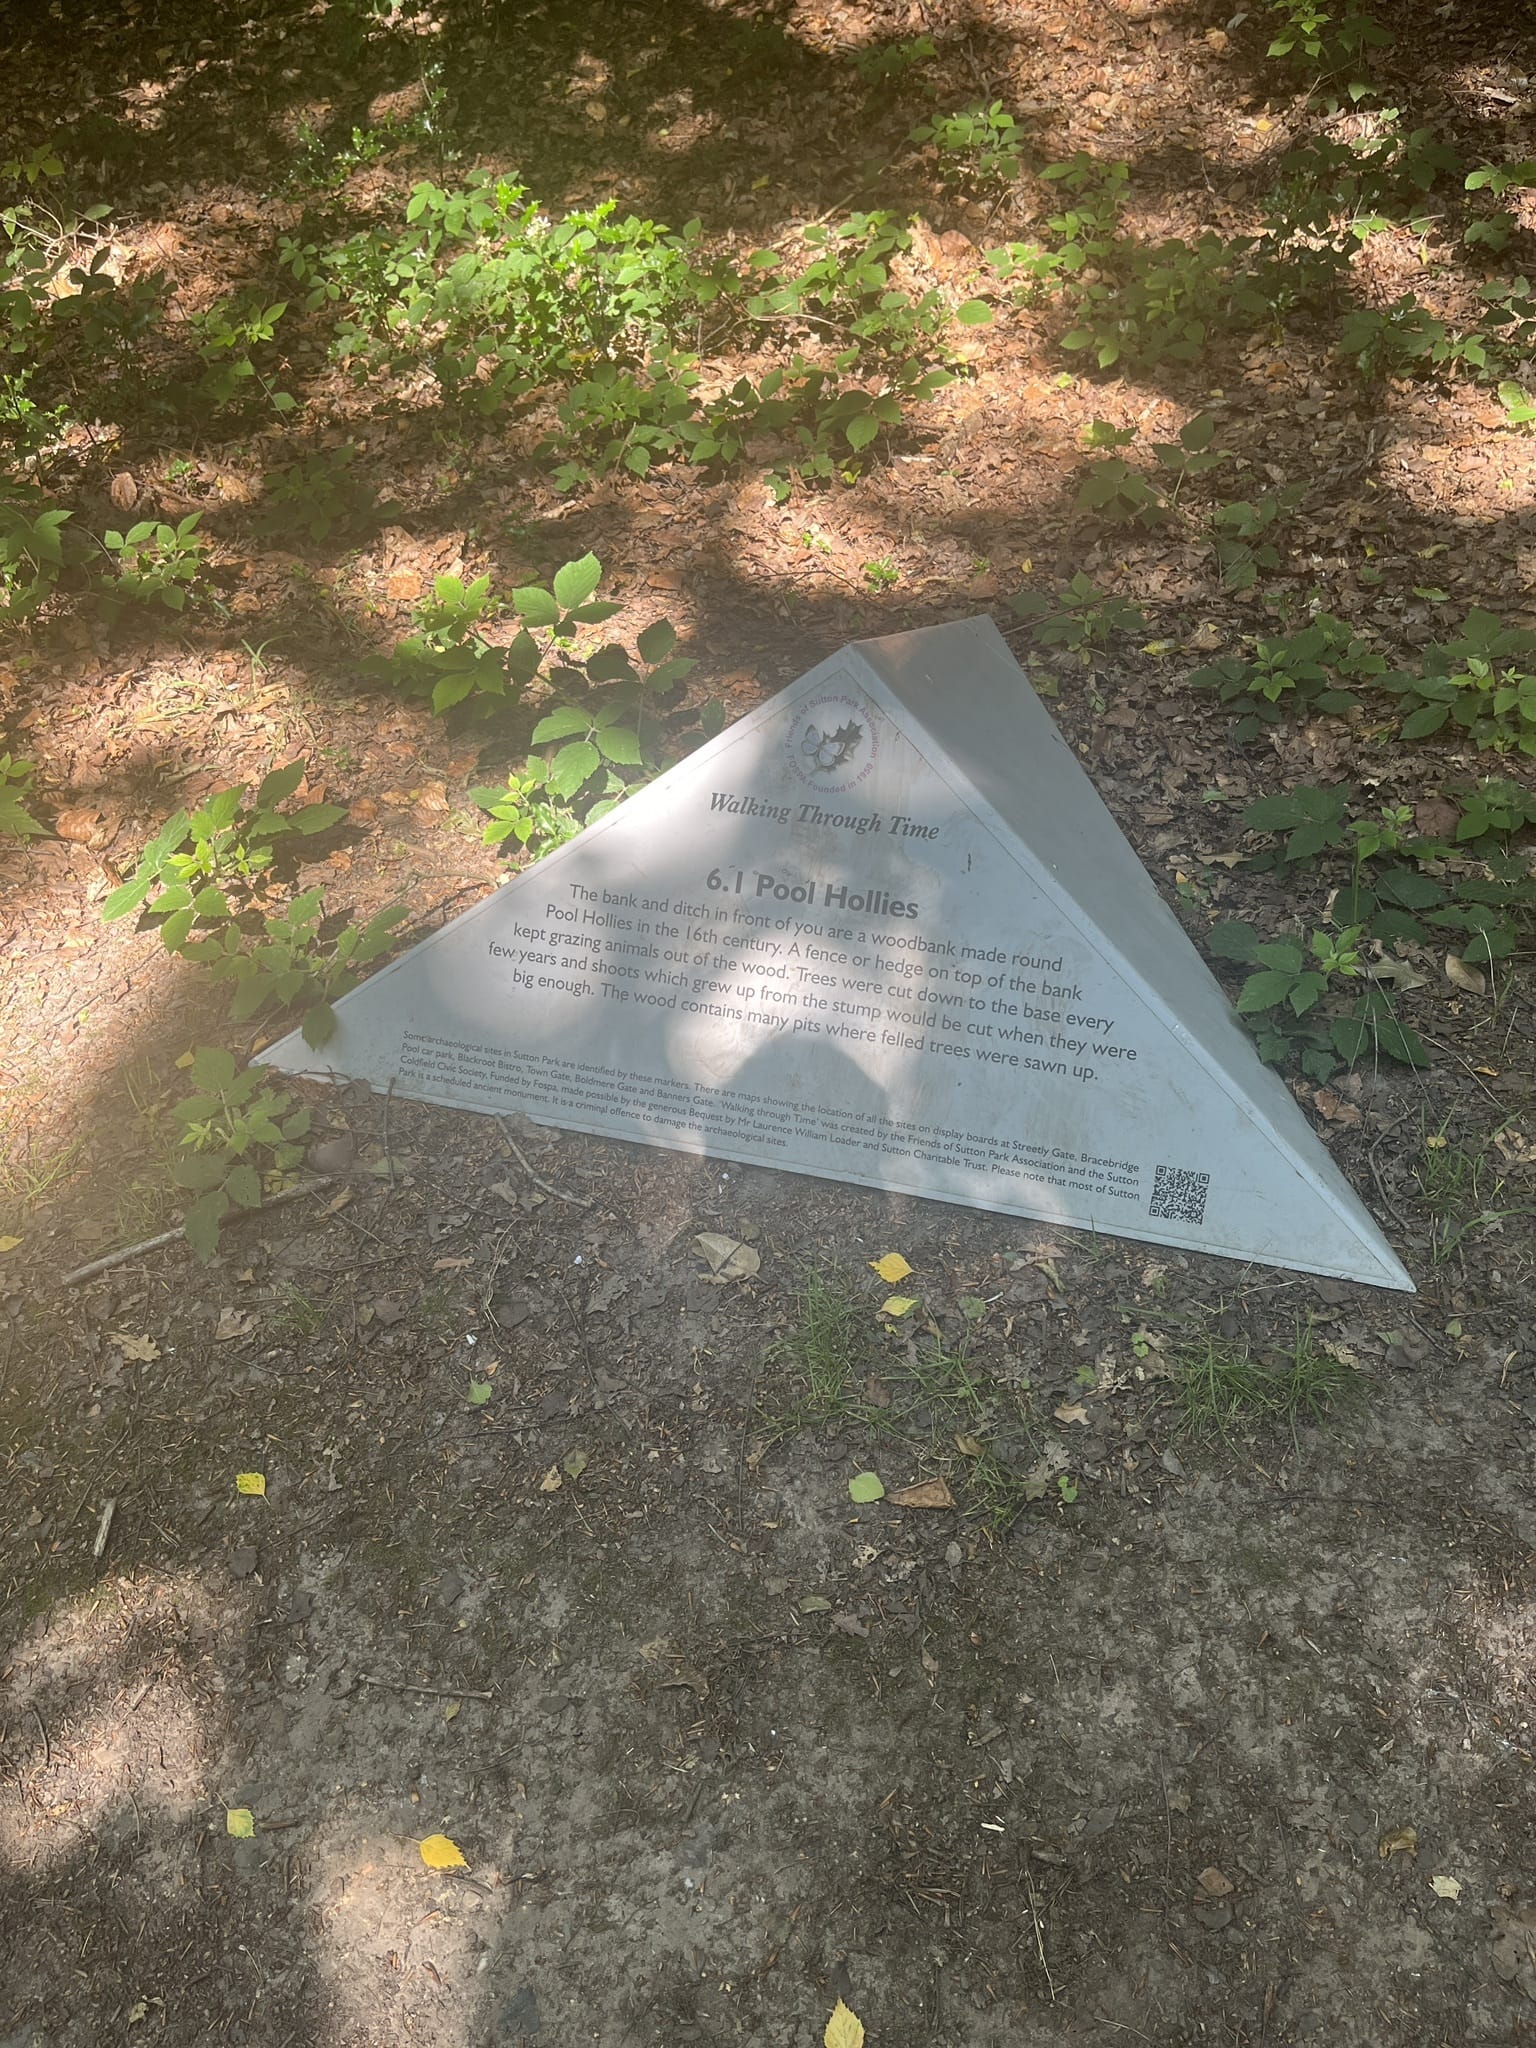 Friends of Sutton Park Association
FOSPA Founded in 1950
Walking Through Time
6.1 Pool Hollies
The bank and ditch in front of you are a woodbank made round
Pool Hollies in the 16th century. A fence or hedge on top of the bank
kept grazing animals out of the wood. Trees were cut down to the base every
few years and shoots which grew up from the stump would be cut when they were
big enough. The wood contains many pits where felled trees were sawn up.
Some archaeological sites in Sutton Park are identified by these markers. There are maps showing the location of all the sites on display boards at Streetly Gate, Bracebridge
Pool car park, Blackroot Bistro, Town Gate, Boldmere Gate and Banners Gate. 'Walking through Time' was created by the Friends of Sutton Park Association and the Sutton
Coldfield Civic Society, Funded by Fospa, made possible by the generous Bequest by Mr Laurence William Loader and Sutton Charitable Trust. Please note that most of Sutton
Park is a scheduled ancient monument. It is a criminal offence to damage the archaeological sites.